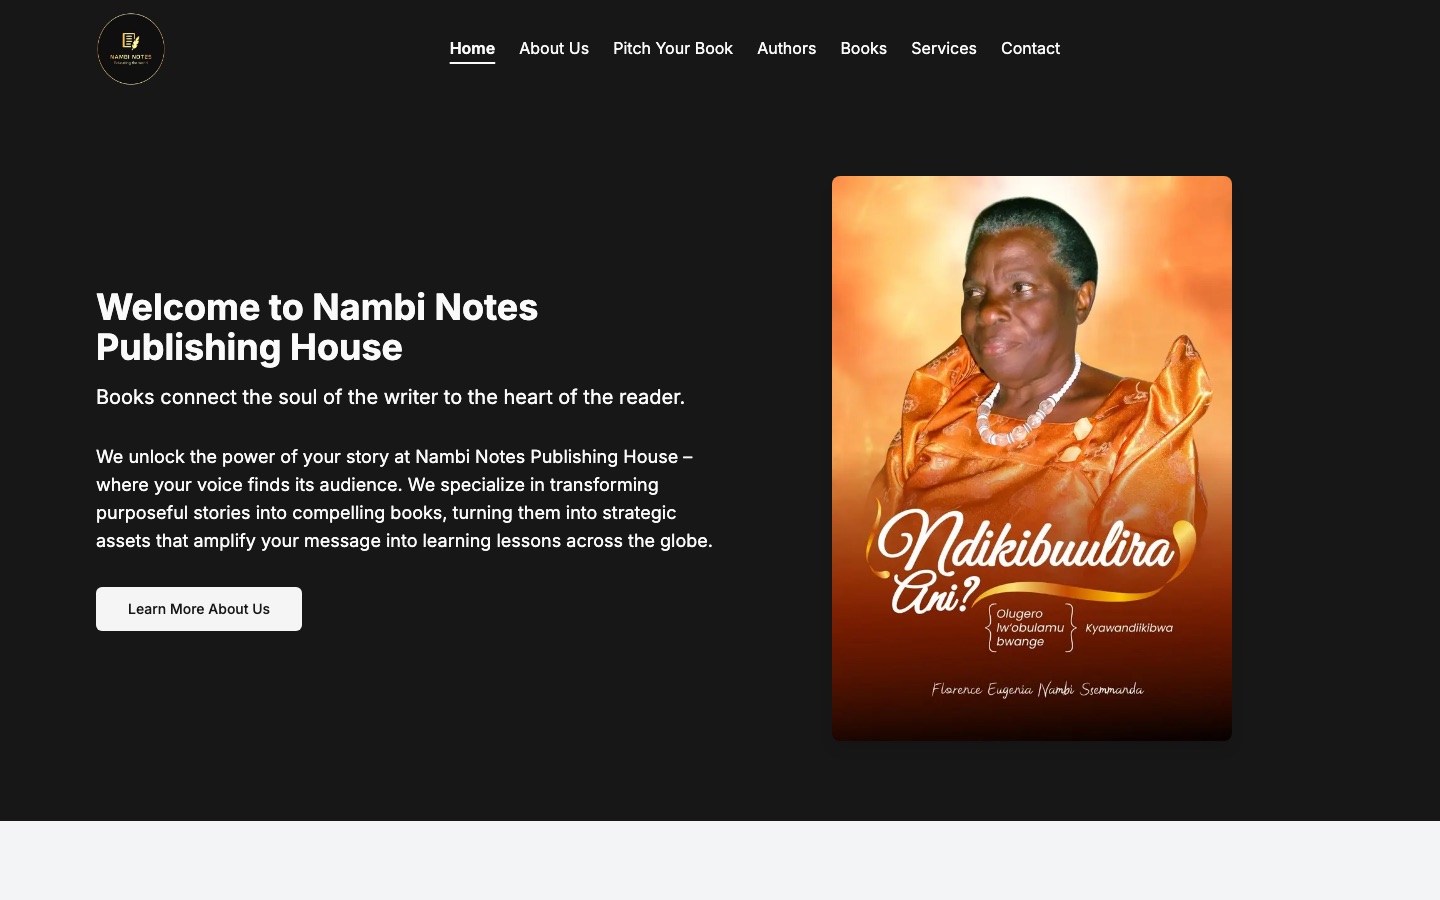 NAMBI NOTES
Home
About Us
Pitch Your Book
Authors
Books
Services
Contact
Welcome to Nambi Notes
Publishing House
Books connect the soul of the writer to the heart of the reader.
We unlock the power of your story at Nambi Notes Publishing House –
where your voice finds its audience. We specialize in transforming
purposeful stories into compelling books, turning them into strategic
assets that amplify your message into learning lessons across the globe.
Learn More About Us
Ndikibuulira
Ani?
Olugero
lw'obulamu
bwange
Kyawandiikibwa
Florence Eugenia Nambi Ssemmanda